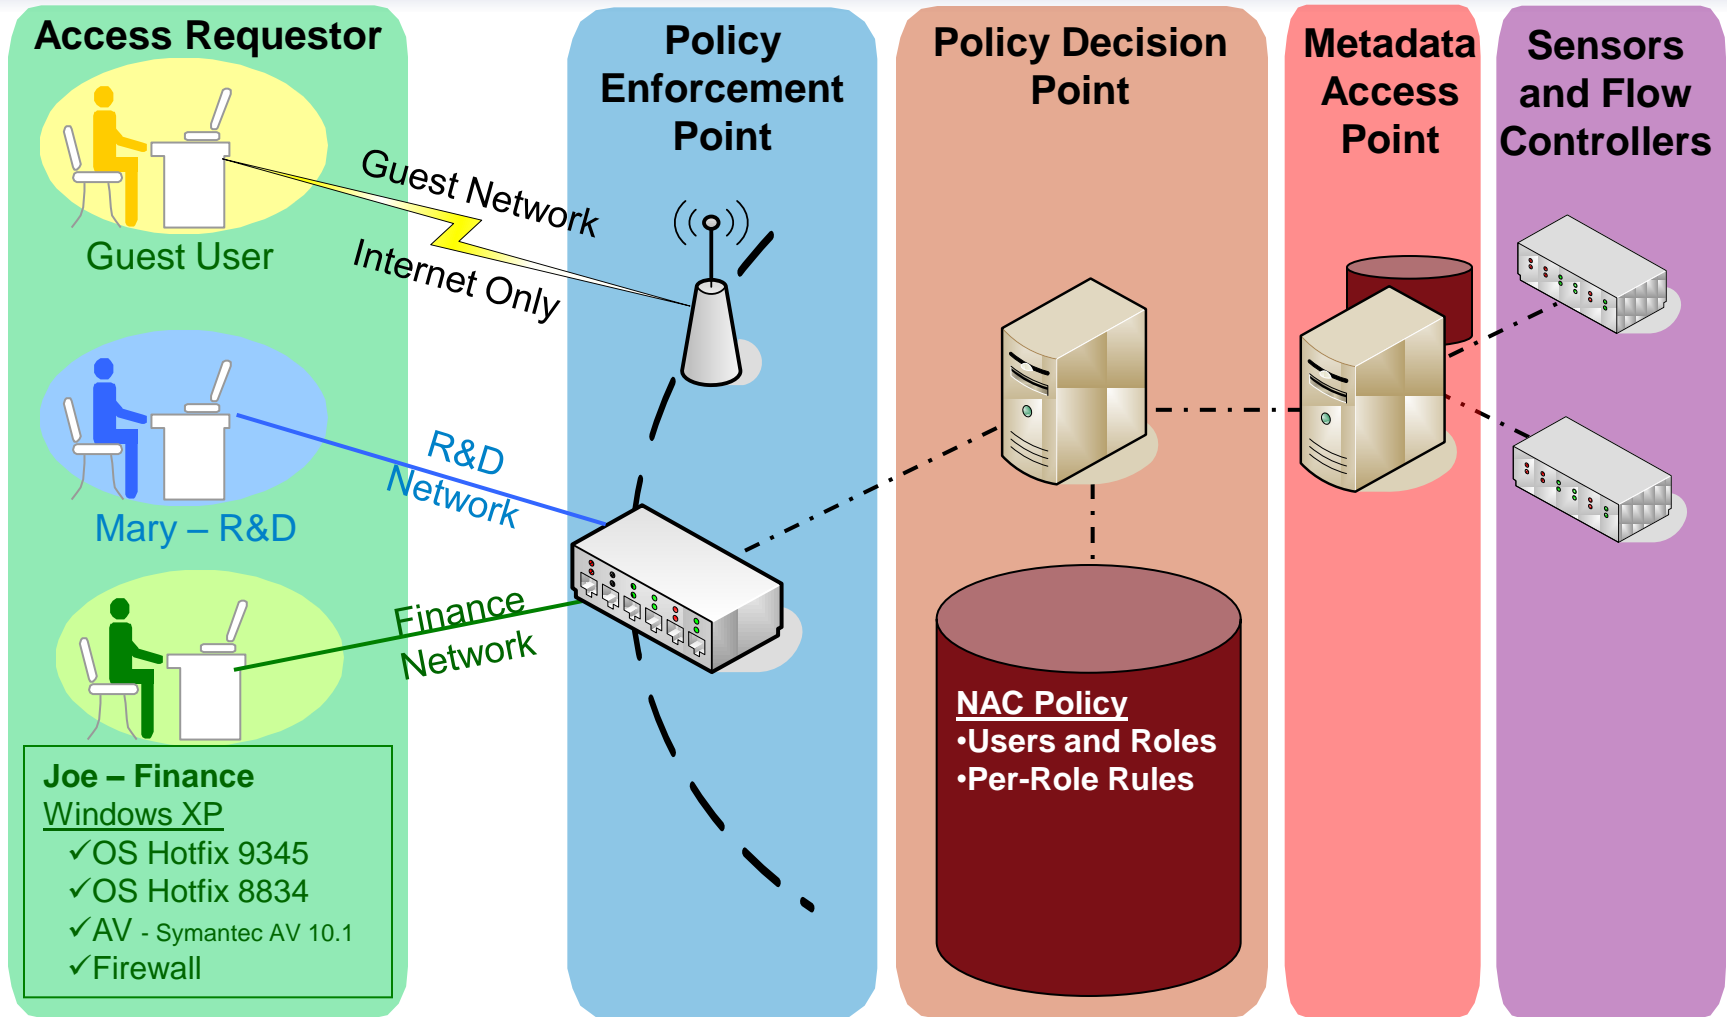 Access Requestor
Guest User
Mary – R&D
Joe – Finance
Windows XP
✓OS Hotfix 9345
✓OS Hotfix 8834
✓AV - Symantec AV 10.1
✓Firewall
Guest Network
Internet Only
R&D
Network
Finance
Network
Policy
Enforcement
Point
Policy Decision
Point
NAC Policy
•Users and Roles
•Per-Role Rules
Metadata
Access
Point
Sensors
and Flow
Controllers